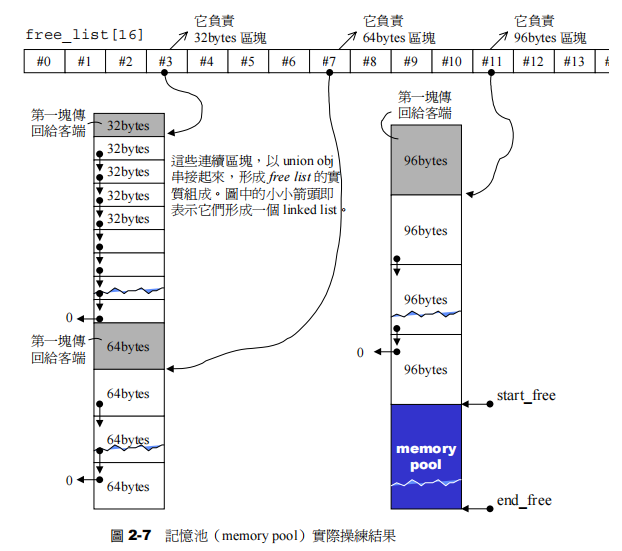 它負責
32bytes 區塊
它負責
64bytes 區塊
它負責
96bytes 區塊
free_list[16]
#0 #1 #2 #3 #4 #5 #6 #7 #8 #9 #10 #11 #12 #13
第一塊傳
回給客端
32bytes
32bytes
32bytes
32bytes
32bytes
這些連續區塊，以 union obj
串接起來，形成 free list 的實
質組成。圖中的小小箭頭即
表示它們形成一個 linked list。
0
第一塊傳
回給客端
64bytes
64bytes
64bytes
0
64bytes
第一塊傳
回給客端
96bytes
96bytes
96bytes
0
96bytes
start_free
memory
pool
end_free
圖 2-7 記憶池（memory pool）實際操練結果